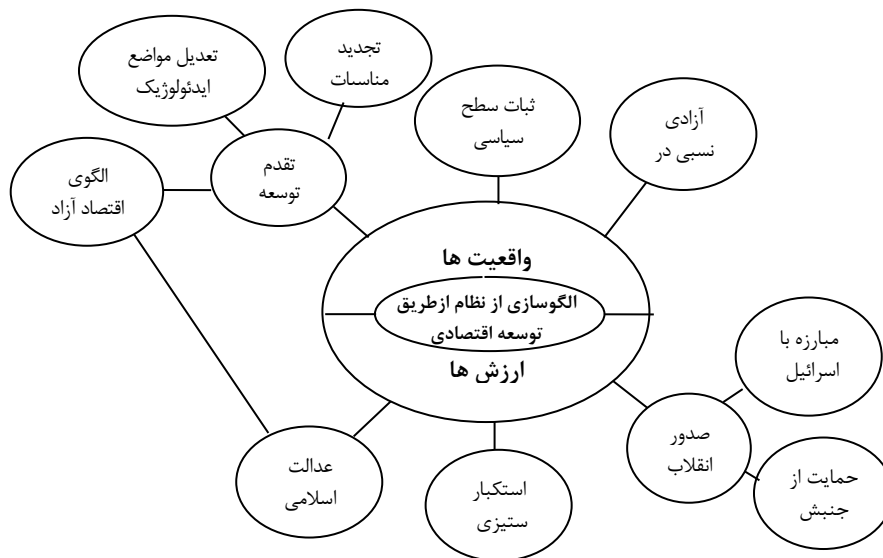 تعدیل مواضع
ایدئولوژیک
تجدید
مناسبات
ثبات سطح
سیاسی
آزادی
نسبی در
تقدم
توسعه
الگوی
اقتصاد آزاد
واقعیت ها
الگوسازی از نظام ازطریق
توسعه اقتصادی
ارزش ها
مبارزه با
اسرائیل
صدور
انقلاب
حمایت از
جنبش
استکبار
ستیزی
عدالت
اسلامی